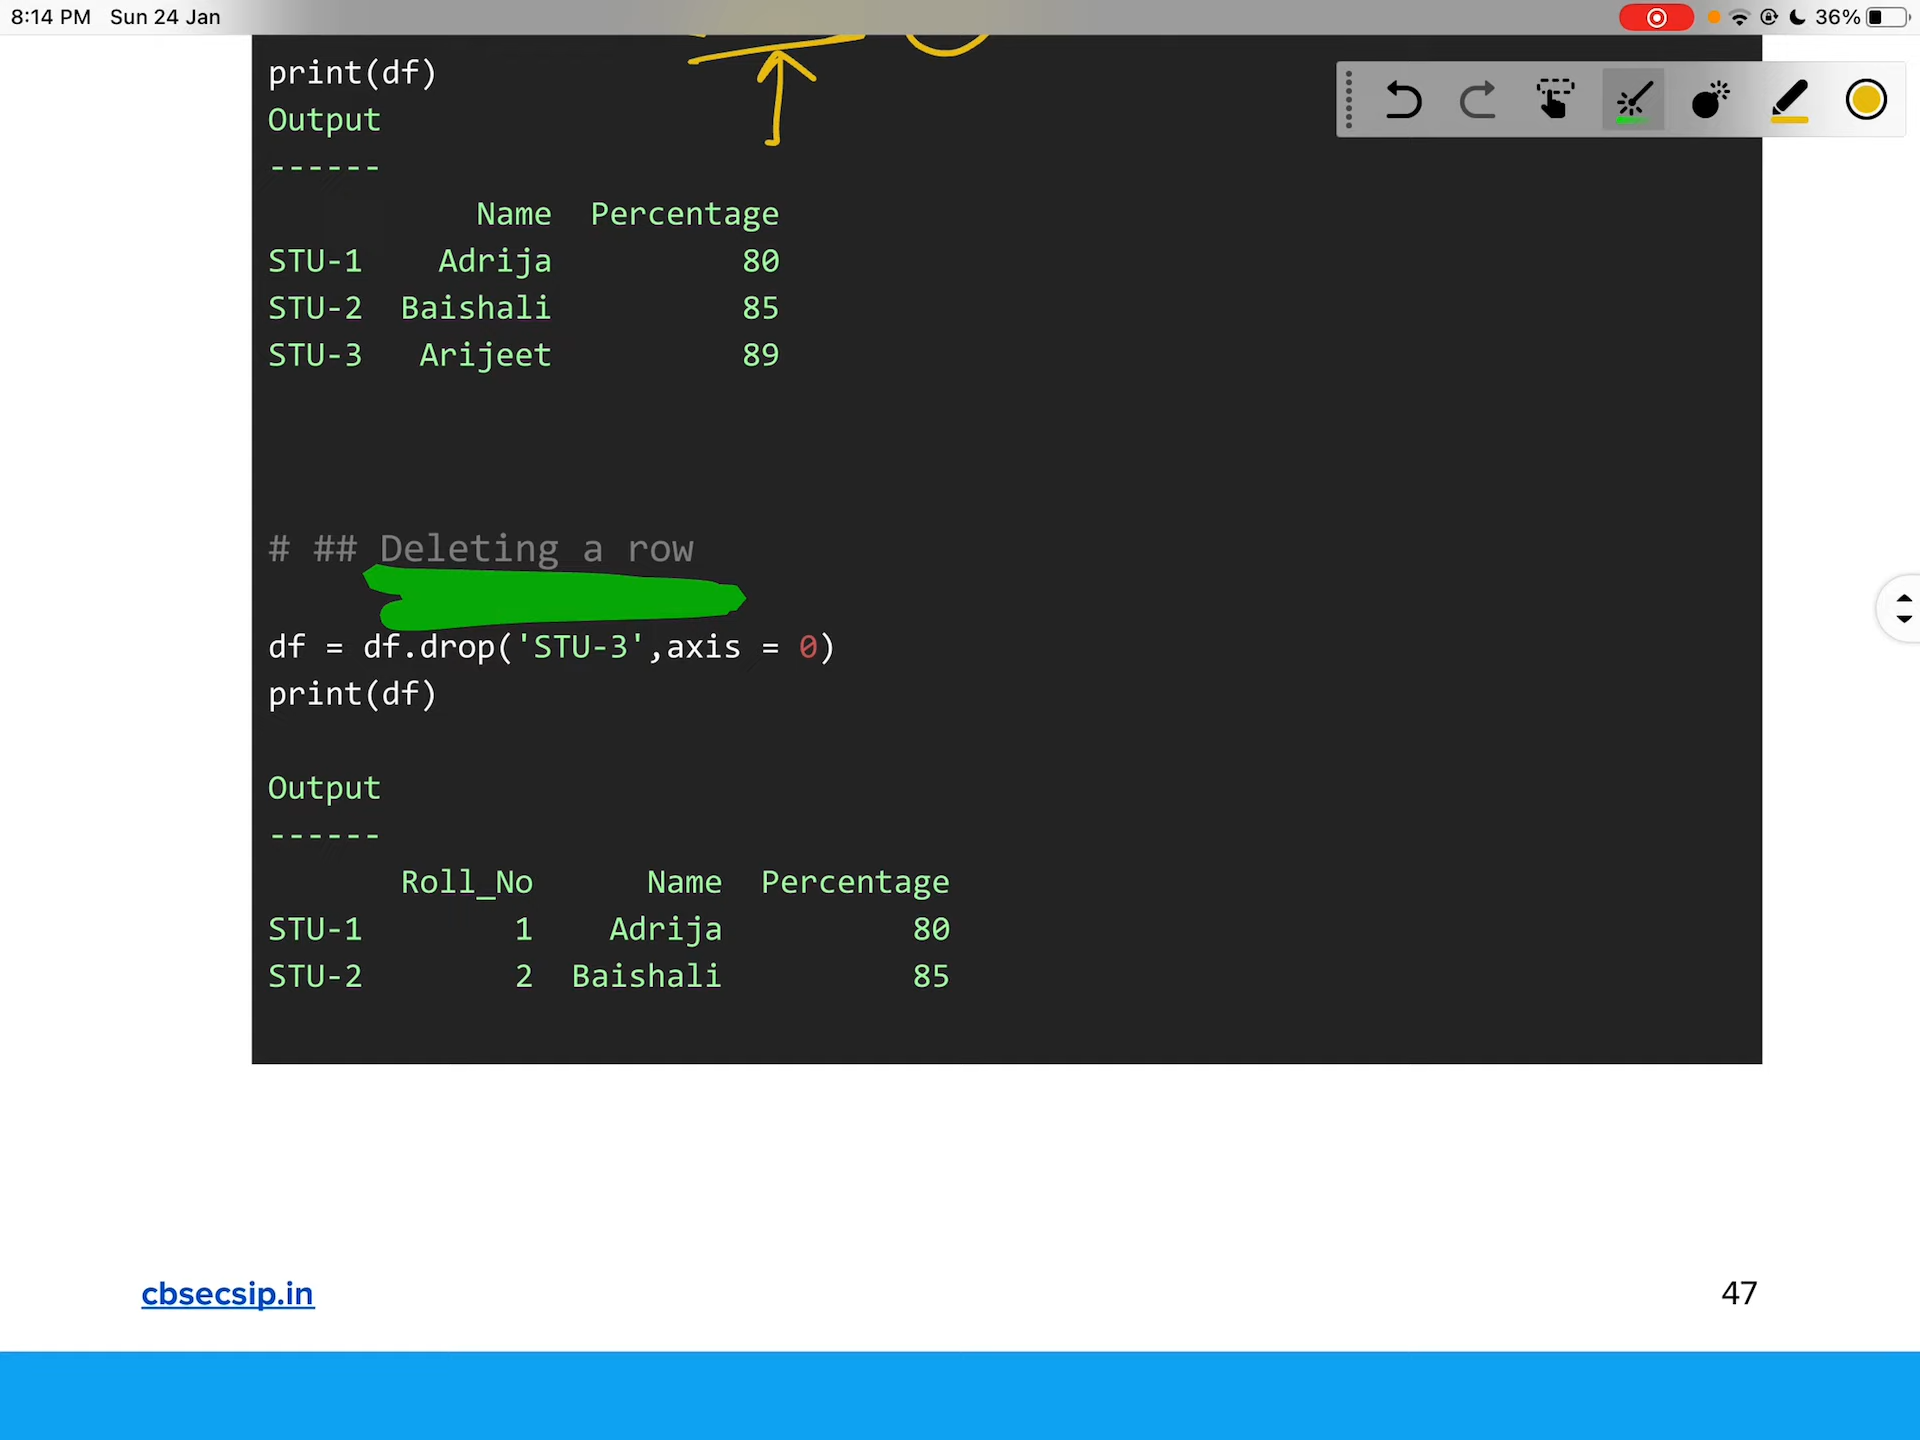 8:14 PM Sun 24 Jan 36%
print(df)
Output
------
Name Percentage
STU-1 Adrija 80
STU-2 Baishali 85
STU-3 Arijeet 89
# ## Deleting a row
df = df.drop('STU-3',axis = 0)
print(df)
Output
------
Roll_No Name Percentage
STU-1 1 Adrija 80
STU-2 2 Baishali 85
cbsecsip.in 47